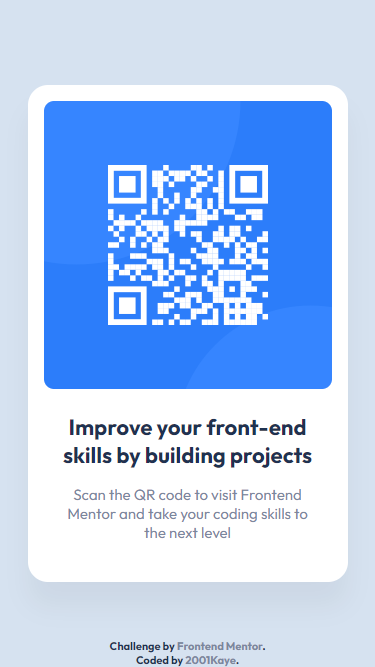 Improve your front-end
skills by building projects
Scan the QR code to visit Frontend
Mentor and take your coding skills to
the next level
Challenge by Frontend Mentor.
Coded by 2001Kaye.